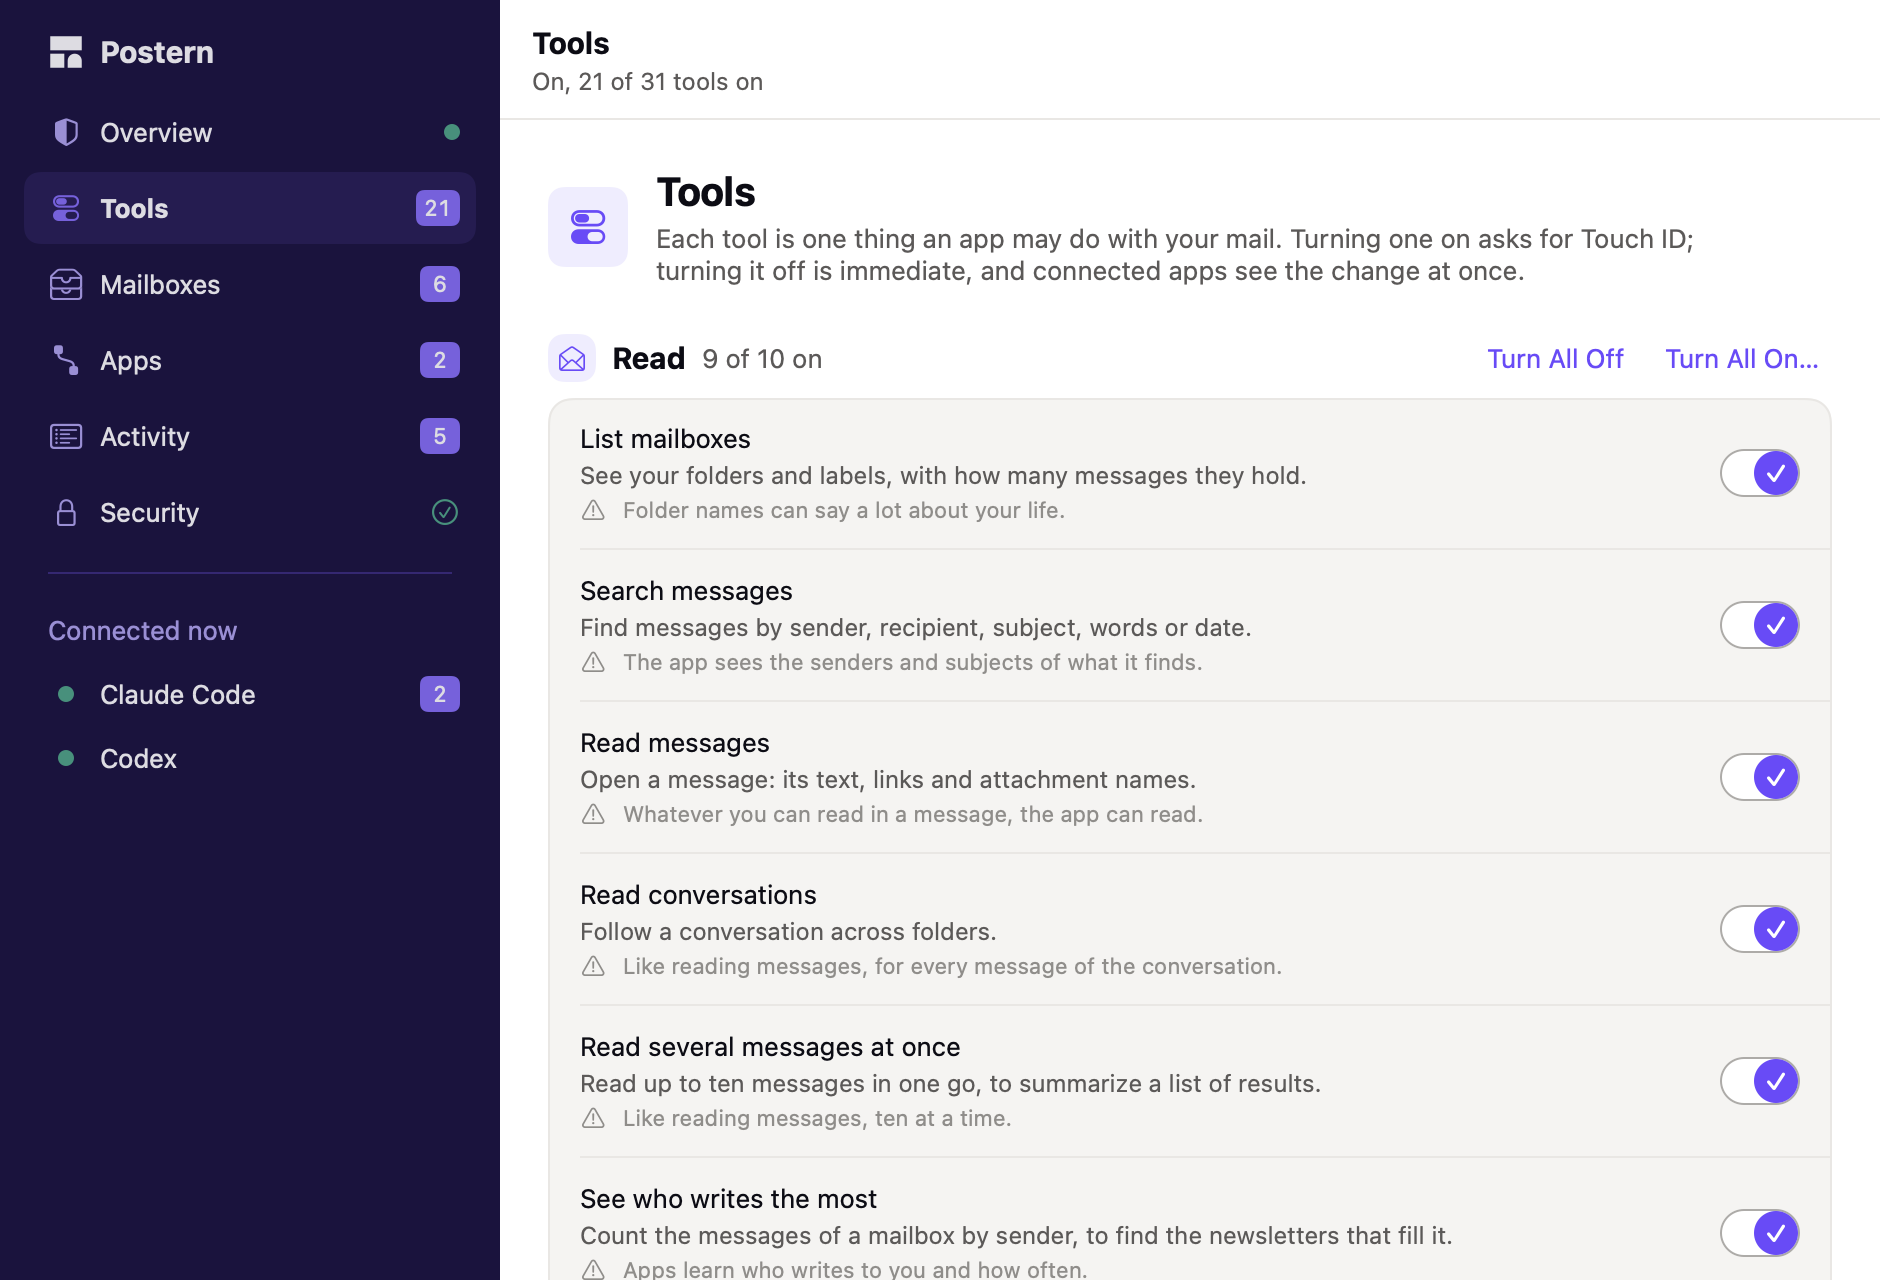 Postern
Overview
Tools 21
Mailboxes 6
Apps 2
Activity 5
Security
Connected now
Claude Code 2
Codex
Tools
On, 21 of 31 tools on
Tools
Each tool is one thing an app may do with your mail. Turning one on asks for Touch ID;
turning it off is immediate, and connected apps see the change at once.
Read 9 of 10 on Turn All Off Turn All On...
List mailboxes
See your folders and labels, with how many messages they hold.
Folder names can say a lot about your life.
Search messages
Find messages by sender, recipient, subject, words or date.
The app sees the senders and subjects of what it finds.
Read messages
Open a message: its text, links and attachment names.
Whatever you can read in a message, the app can read.
Read conversations
Follow a conversation across folders.
Like reading messages, for every message of the conversation.
Read several messages at once
Read up to ten messages in one go, to summarize a list of results.
Like reading messages, ten at a time.
See who writes the most
Count the messages of a mailbox by sender, to find the newsletters that fill it.
Apps learn who writes to you and how often.